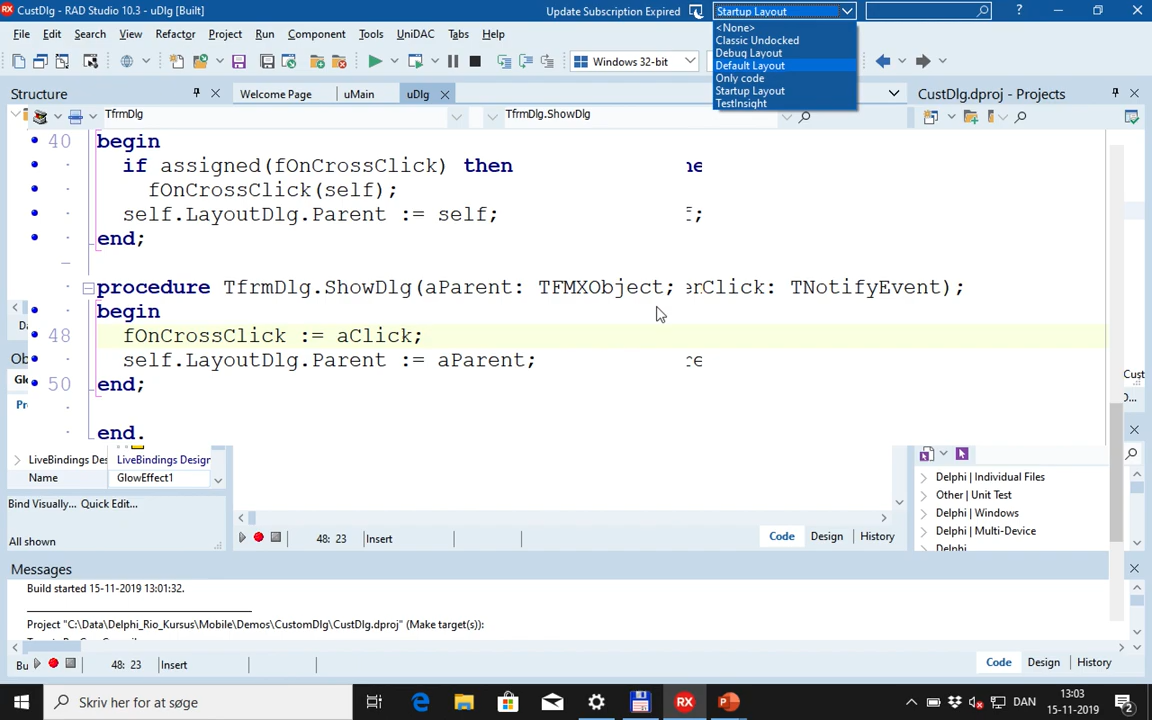 CustDlg - RAD Studio 10.3 - uDlg [Built]
Update Subscription Expired
Startup Layout
?
File Edit Search View Refactor Project Run Component Tools UniDAC Tabs Help
<None>
Classic Undocked
Debug Layout
Default Layout
Only code
Startup Layout
TestInsight
Windows 32-bit
Structure
Welcome Page
uMain
uDlg
CustDlg.dproj - Projects
TfrmDlg
TfrmDlg.ShowDlg
40 begin
if assigned(fOnCrossClick) then
fOnCrossClick(self);
self.LayoutDlg.Parent := self;
end;
procedure TfrmDlg.ShowDlg(aParent: TFMXObject; erClick: TNotifyEvent);
begin
48 fOnCrossClick := aClick;
self.LayoutDlg.Parent := aParent;
50 end;
end.
LiveBindings Des
LiveBindings Design
Name
GlowEffect1
Bind Visually... Quick Edit...
All shown
48: 23
Insert
Code
Design
History
Delphi | Individual Files
Other | Unit Test
Delphi | Windows
Delphi | Multi-Device
Delphi
Messages
Build started 15-11-2019 13:01:32.
Project "C:\Data\Delphi_Rio_Kursus\Mobile\Demos\CustomDlg\CustDlg.dproj" (Make target(s)):
Bu
48: 23
Insert
Code
Design
History
Skriv her for at søge
DAN
13:03
15-11-2019
2